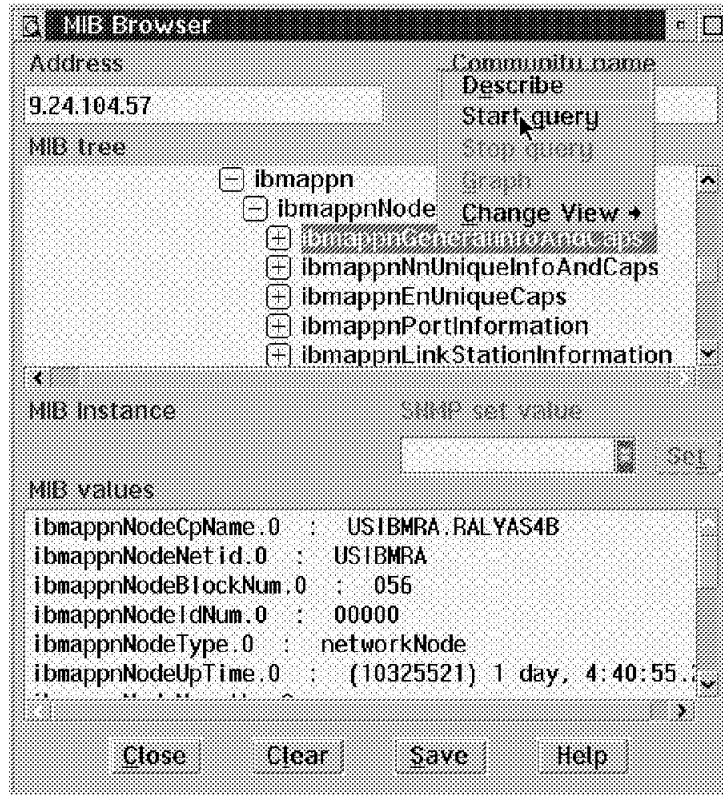 MIB Browser
Address
Community name
9.24.104.57
Describe
Start query
Stop query
Graph
Change View
MIB tree
ibmappn
ibmappnNode
ibmappnGeneralInfoAndCaps
ibmappnNnUniqueInfoAndCaps
ibmappnEnUniqueCaps
ibmappnPortInformation
ibmappnLinkStationInformation
MIB Instance
SNMP set value
Set
MIB values
ibmappnNodeCpName.0 : USIBMRA.RALYAS4B
ibmappnNodeNetid.0 : USIBMRA
ibmappnNodeBlockNum.0 : 056
ibmappnNodeIdNum.0 : 00000
ibmappnNodeType.0 : networkNode
ibmappnNodeUpTime.0 : (10325521) 1 day, 4:40:55.
Close Clear Save Help